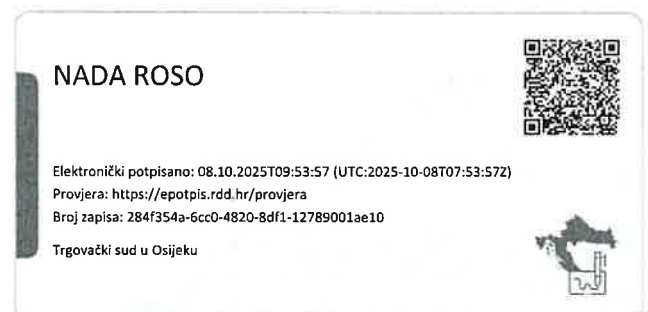 NADA ROSO
Elektronički potpisano: 08.10.2025T09:53:57 (UTC:2025-10-08T07:53:57Z)
Provjera: https://epotpis.rdd.hr/provjera
Broj zapisa: 284f354a-6cc0-4820-8df1-12789001ae10
Trgovački sud u Osijeku